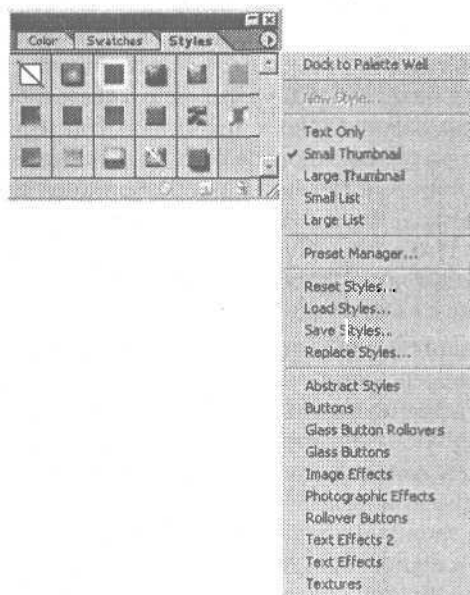 Color Swatches Styles
Dock to Palette Well
New Style...
Text Only
Small Thumbnail
Large Thumbnail
Small List
Large List
Preset Manager...
Reset Styles...
Load Styles...
Save Styles...
Replace Styles...
Abstract Styles
Buttons
Glass Button Rollovers
Glass Buttons
Image Effects
Photographic Effects
Rollover Buttons
Text Effects 2
Text Effects
Textures